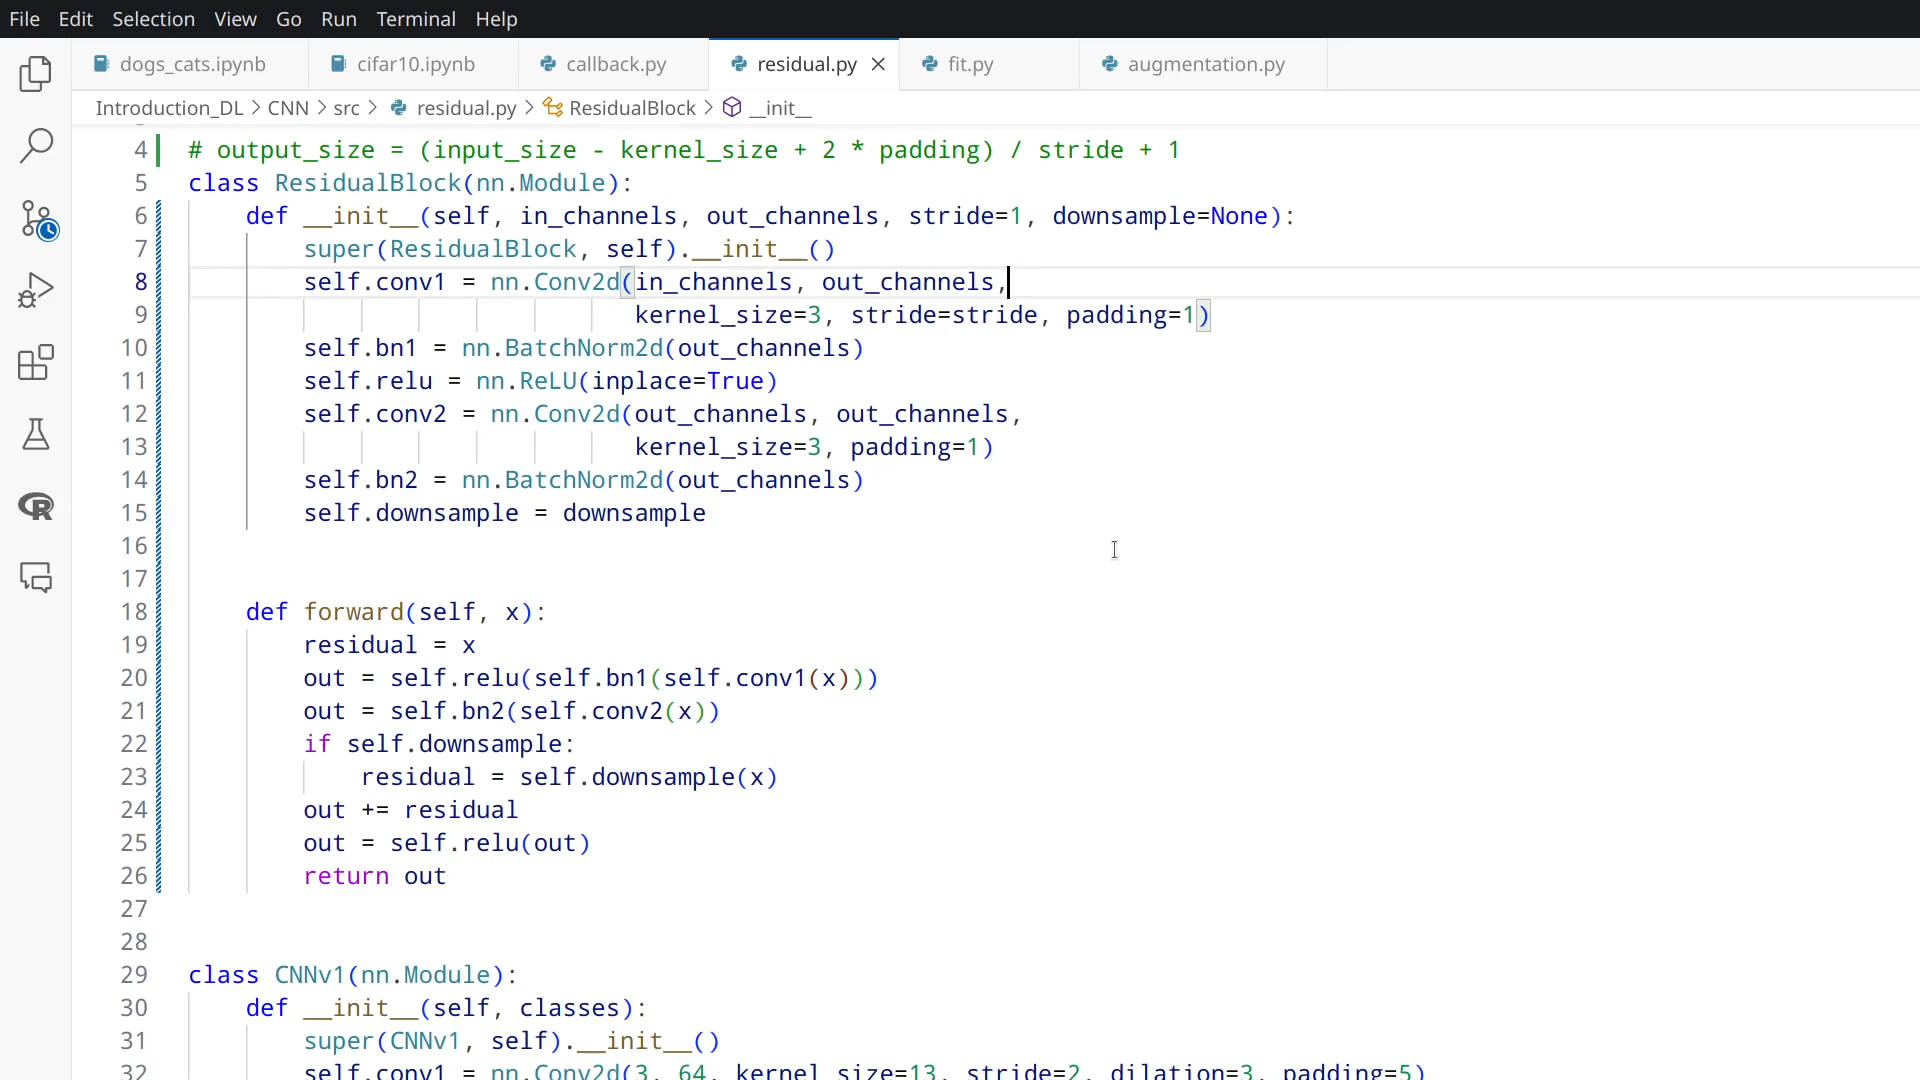 File Edit Selection View Go Run Terminal Help
dogs_cats.ipynb cifar10.ipynb callback.py residual.py fit.py augmentation.py
Introduction_DL > CNN > src > residual.py > ResidualBlock > __init__
4 # output_size = (input_size - kernel_size + 2 * padding) / stride + 1
5 class ResidualBlock(nn.Module):
6     def __init__(self, in_channels, out_channels, stride=1, downsample=None):
7         super(ResidualBlock, self).__init__()
8         self.conv1 = nn.Conv2d(in_channels, out_channels,
9                                kernel_size=3, stride=stride, padding=1)
10         self.bn1 = nn.BatchNorm2d(out_channels)
11         self.relu = nn.ReLU(inplace=True)
12         self.conv2 = nn.Conv2d(out_channels, out_channels,
13                                kernel_size=3, padding=1)
14         self.bn2 = nn.BatchNorm2d(out_channels)
15         self.downsample = downsample
16
17
18     def forward(self, x):
19         residual = x
20         out = self.relu(self.bn1(self.conv1(x)))
21         out = self.bn2(self.conv2(x))
22         if self.downsample:
23             residual = self.downsample(x)
24         out += residual
25         out = self.relu(out)
26         return out
27
28
29 class CNNv1(nn.Module):
30     def __init__(self, classes):
31         super(CNNv1, self).__init__()
32         self.conv1 = nn.Conv2d(3, 64, kernel_size=13, stride=2, dilation=3, padding=5)